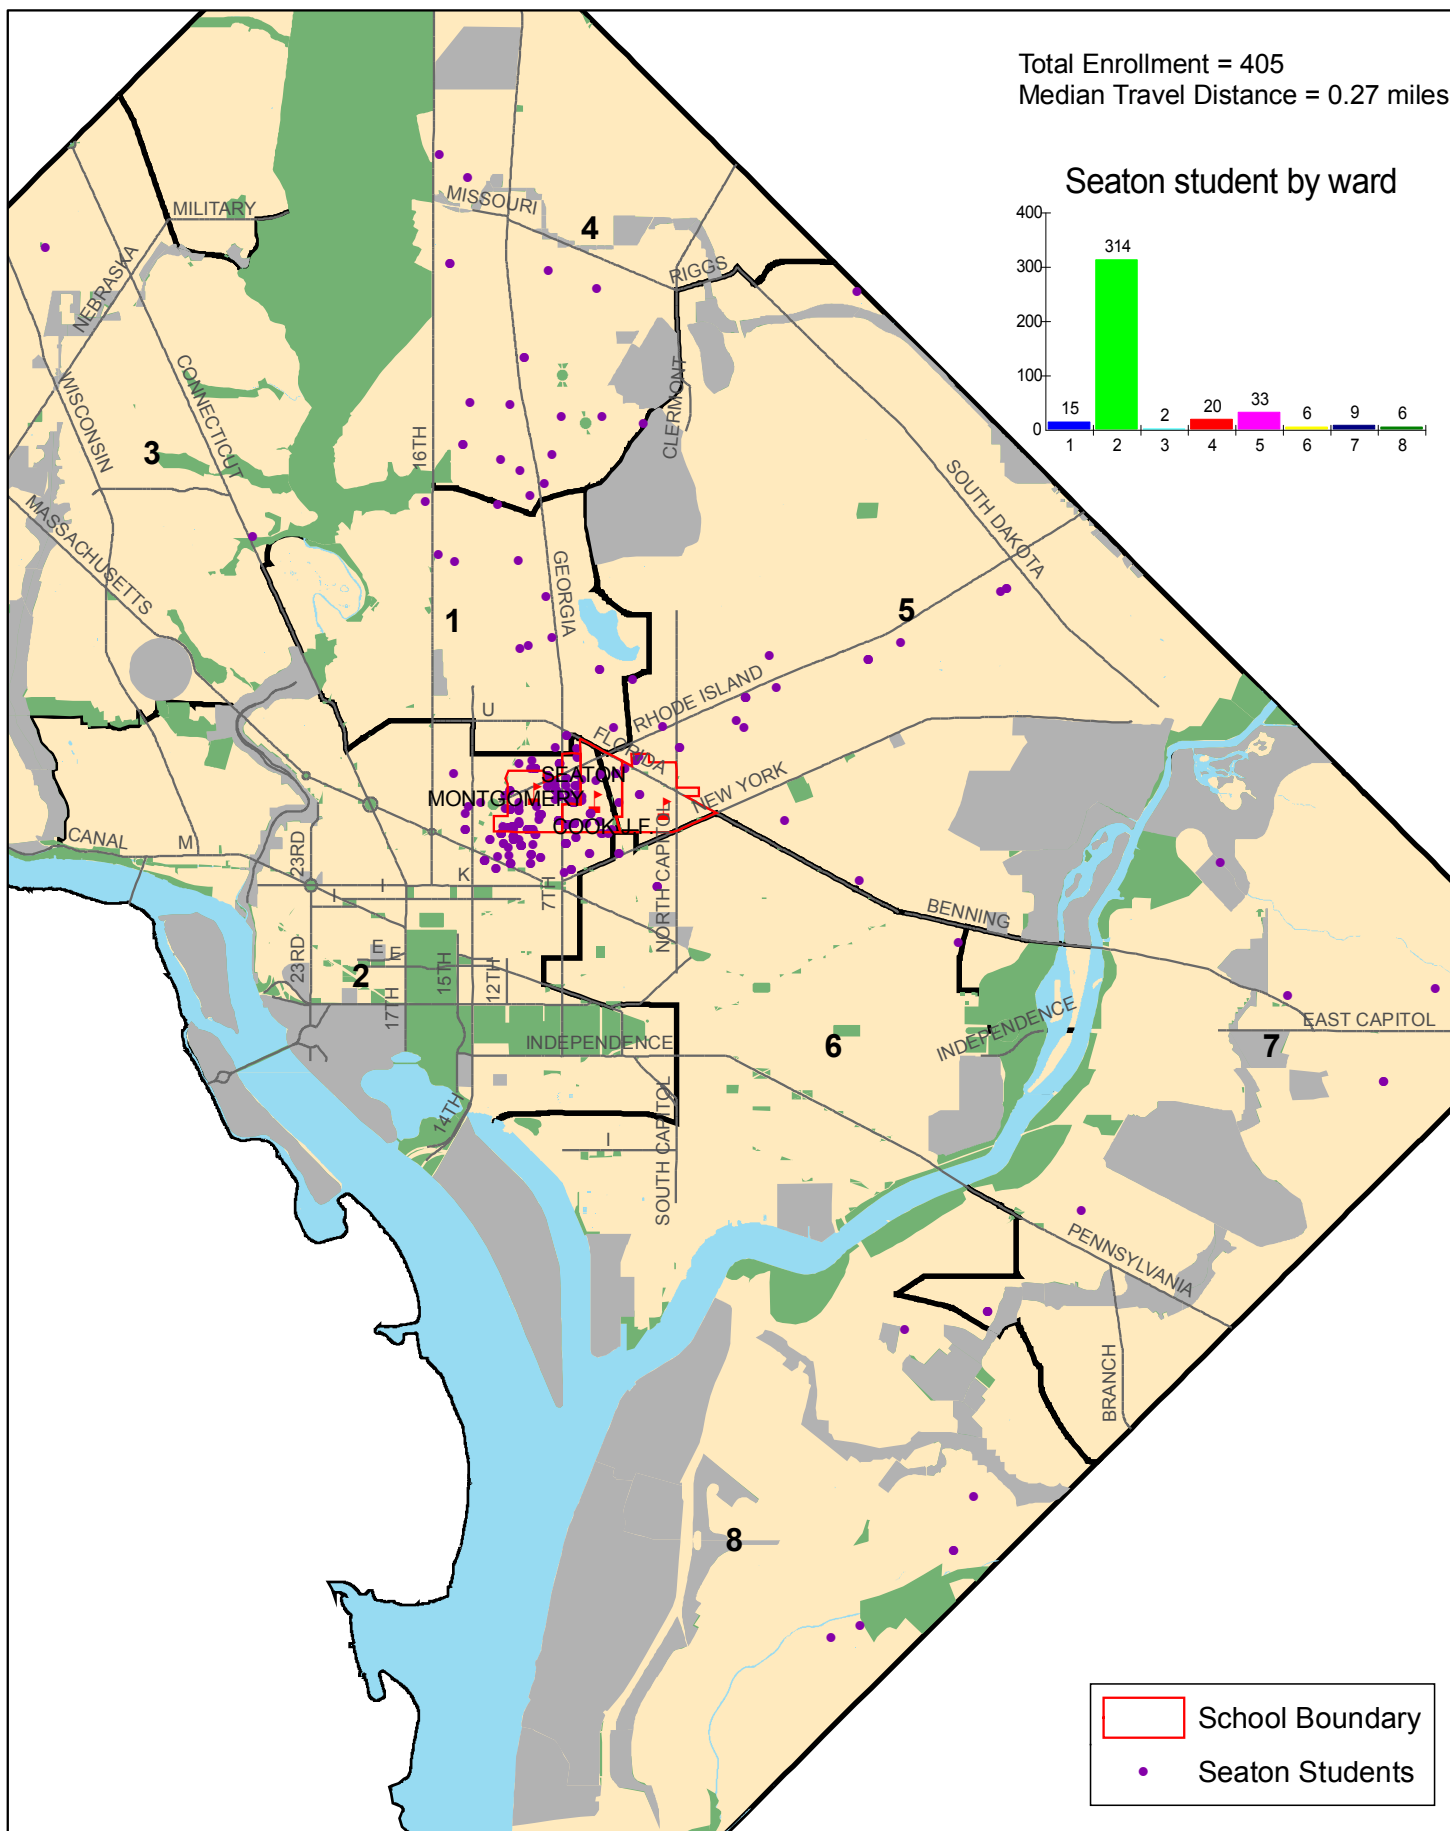 Total Enrollment = 405
Median Travel Distance = 0.27 miles
Seaton student by ward
400
300
200
100
0
15
314
2
20
33
6
9
6
1
2
3
4
5
6
7
8
MISSOURI
4
MILITARY
NEBRASKA
RIGGS
WISCONSIN
CONNECTICUT
CLERMONT
3
16TH
SOUTH DAKOTA
MASSACHUSETTS
GEORGIA
1
5
RHODE ISLAND
U
FLORIDA
SEATON
MONTGOMERY
NEW YORK
COOK, J.F.
CANAL
M
23RD
NORTH CAPITOL
K
I
I
7TH
BENNING
23RD
E
E
2
15TH
12TH
17TH
INDEPENDENCE
INDEPENDENCE
EAST CAPITOL
6
7
14TH
I
SOUTH CAPITOL
PENNSYLVANIA
BRANCH
8
School Boundary
Seaton Students